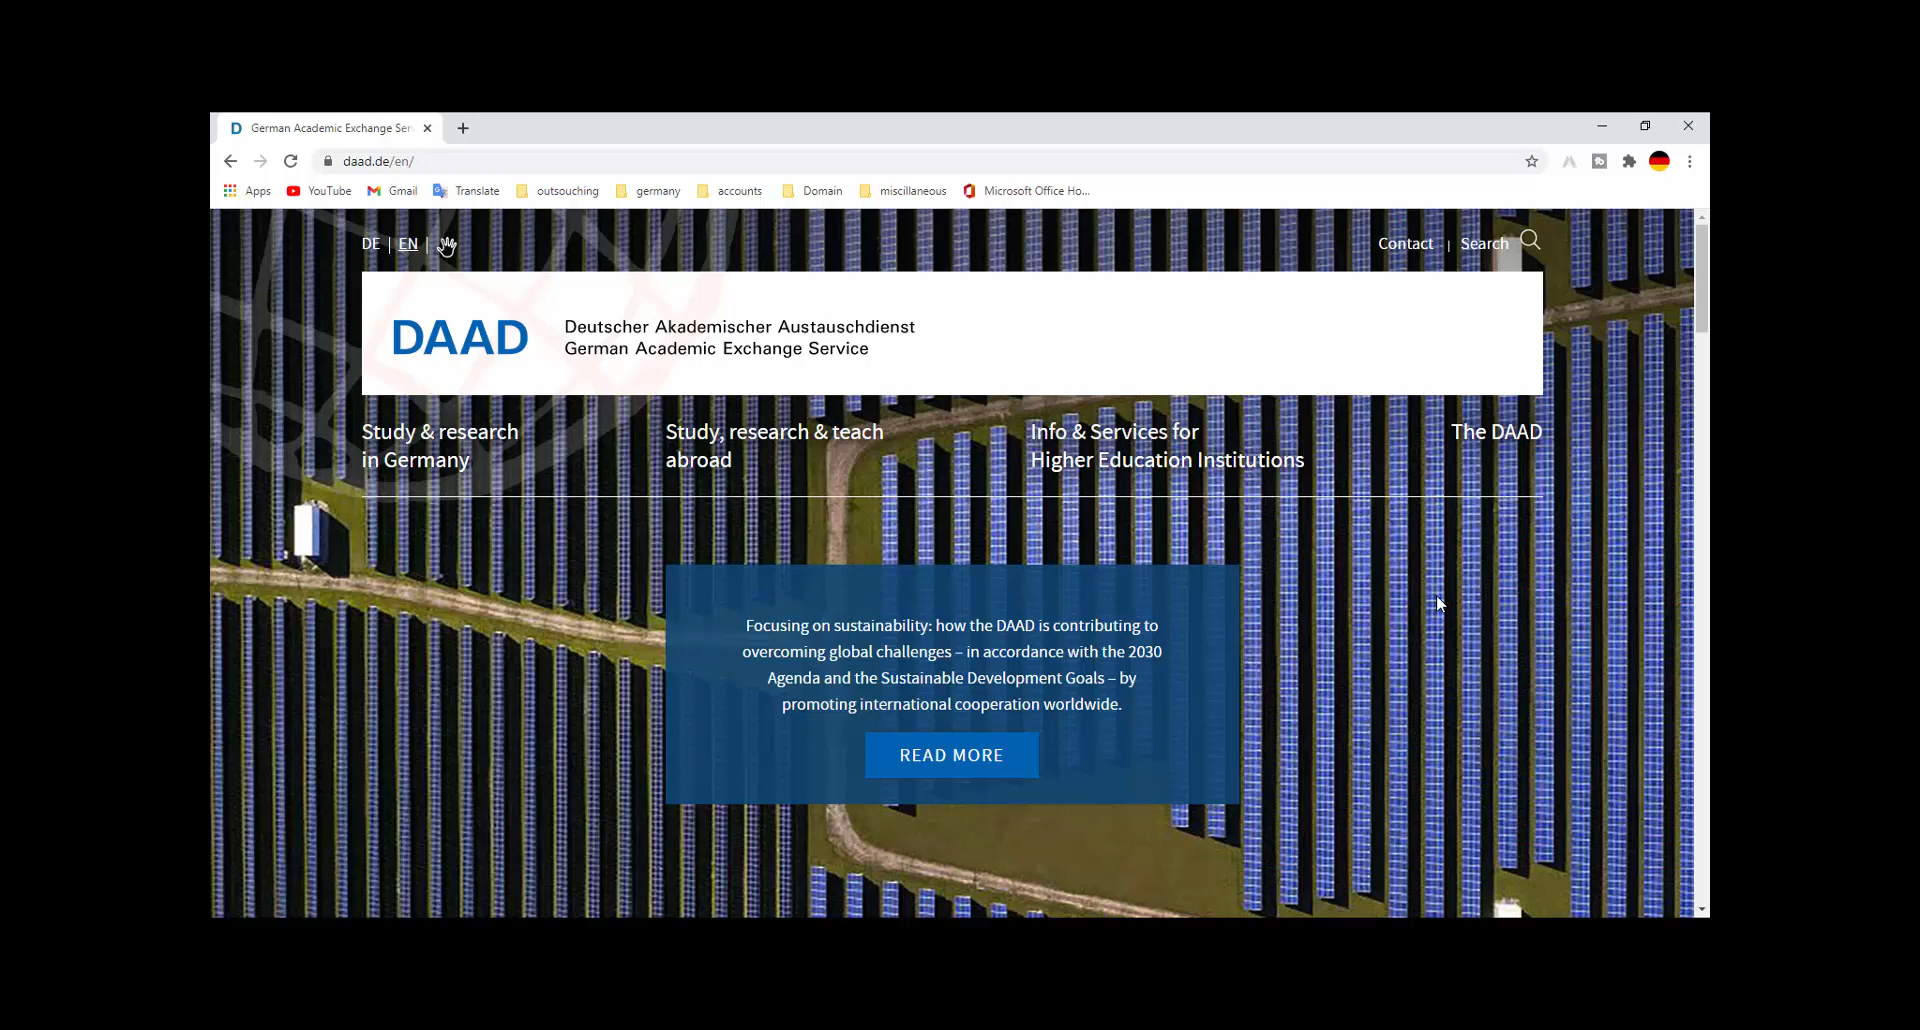 German Academic Exchange Ser
daad.de/en/
Apps YouTube Gmail Translate outsouching germany accounts Domain miscillaneous Microsoft Office Ho...
DE | EN |
Contact | Search
DAAD
Deutscher Akademischer Austauschdienst
German Academic Exchange Service
Study & research
in Germany
Study, research & teach
abroad
Info & Services for
Higher Education Institutions
The DAAD
Focusing on sustainability: how the DAAD is contributing to
overcoming global challenges – in accordance with the 2030
Agenda and the Sustainable Development Goals – by
promoting international cooperation worldwide.
READ MORE